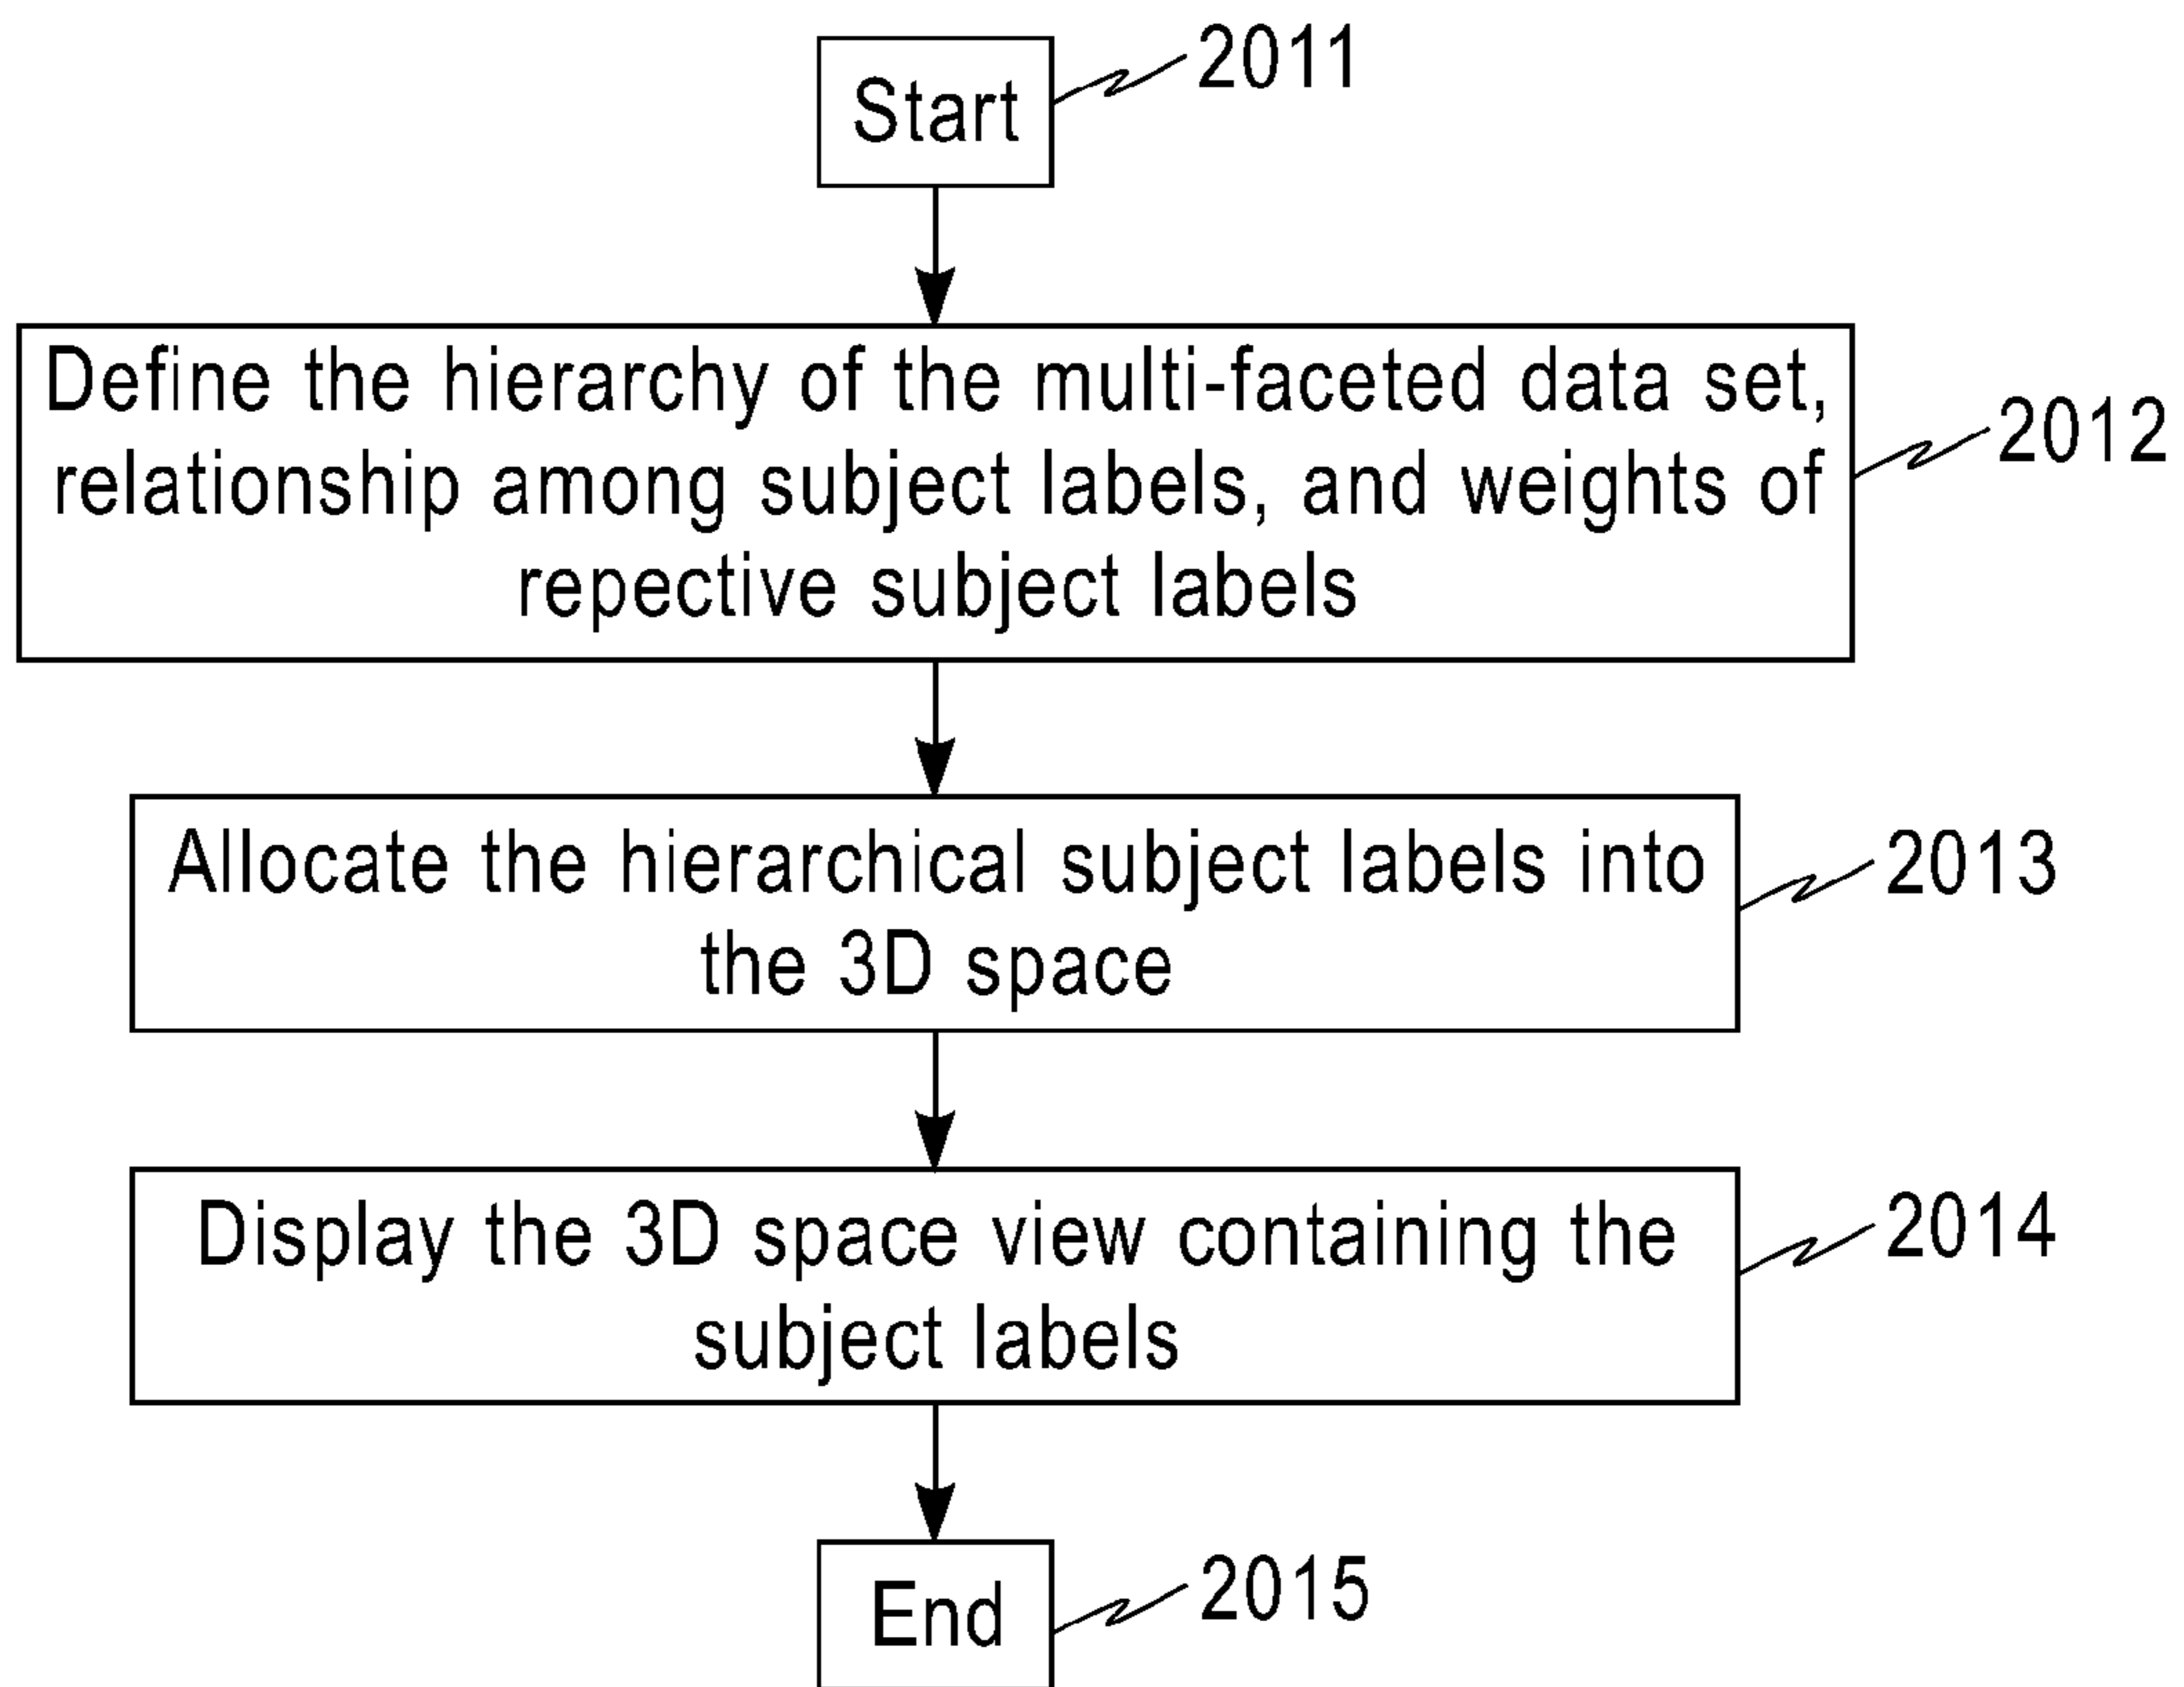 Start
2011
Define the hierarchy of the multi-faceted data set,
relationship among subject labels, and weights of
repective subject labels
2012
Allocate the hierarchical subject labels into
the 3D space
2013
Display the 3D space view containing the
subject labels
2014
End
2015